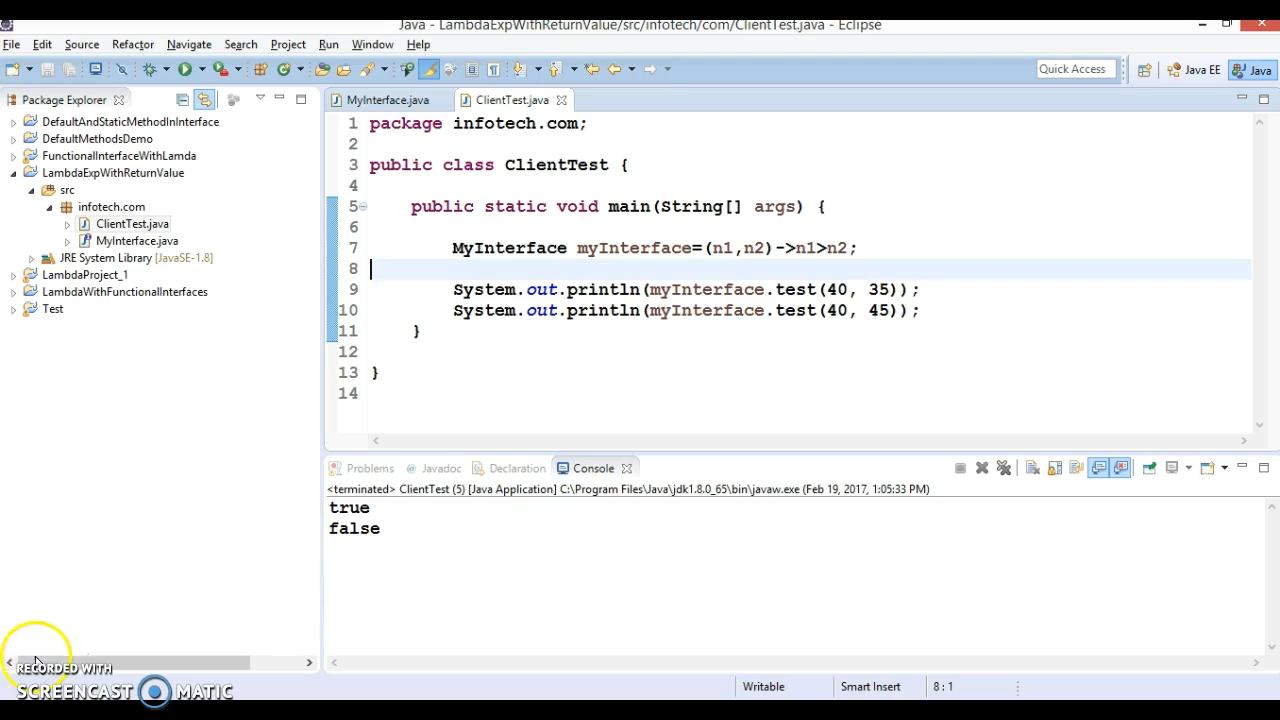 Java - LambdaExpWithReturnValue/src/infotech/com/ClientTest.java - Eclipse
File Edit Source Refactor Navigate Search Project Run Window Help
Quick Access
Java EE
Java
Package Explorer
DefaultAndStaticMethodInInterface
DefaultMethodsDemo
FunctionalInterfaceWithLamda
LambdaExpWithReturnValue
src
infotech.com
ClientTest.java
MyInterface.java
JRE System Library [JavaSE-1.8]
LambdaProject_1
LambdaWithFunctionalInterfaces
Test
MyInterface.java
ClientTest.java
1 package infotech.com;
2
3 public class ClientTest {
4
5 public static void main(String[] args) {
6
7 MyInterface myInterface=(n1,n2)->n1>n2;
8
9 System.out.println(myInterface.test(40, 35));
10 System.out.println(myInterface.test(40, 45));
11 }
12
13 }
14
Problems
@ Javadoc
Declaration
Console
<terminated> ClientTest (5) [Java Application] C:\Program Files\Java\jdk1.8.0_65\bin\javaw.exe (Feb 19, 2017, 1:05:33 PM)
true
false
Writable
Smart Insert
8 : 1
RECORDED WITH
SCREENCAST MATIC